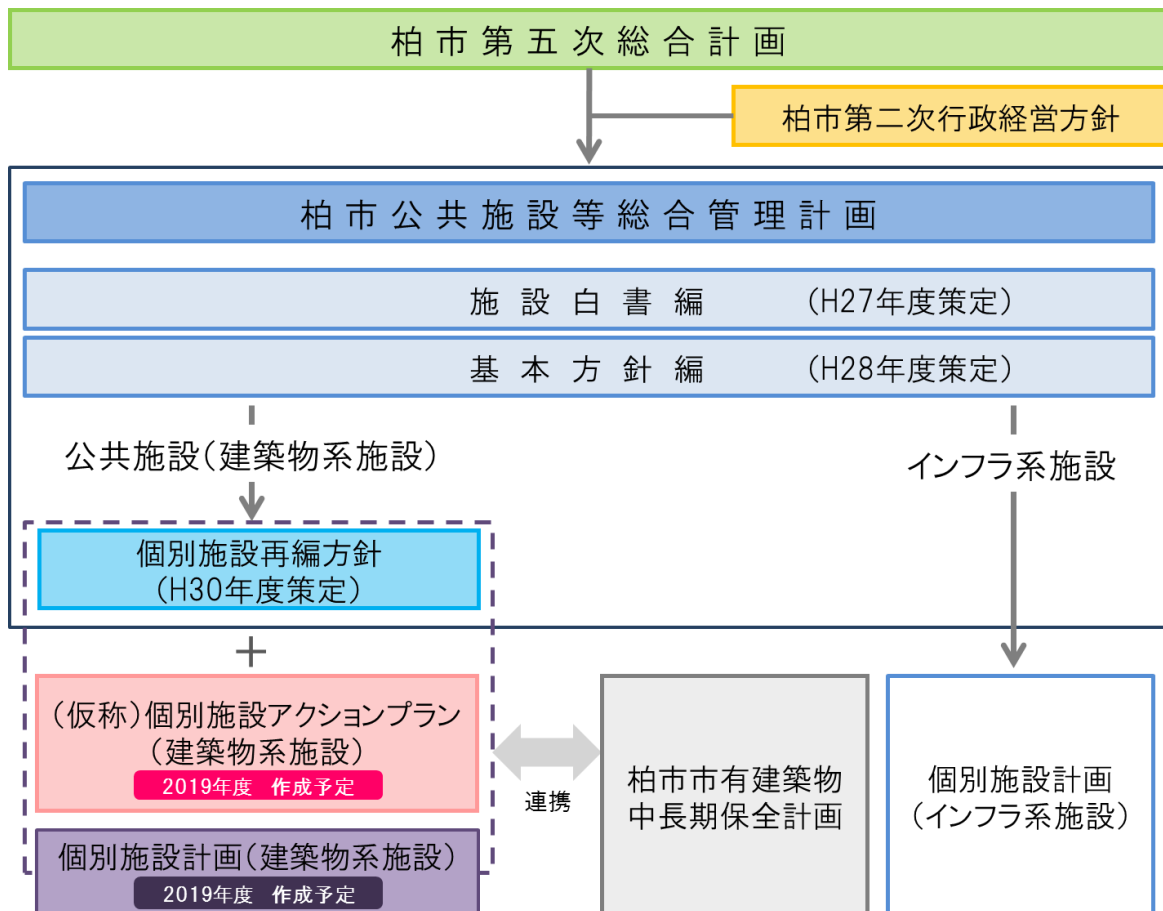 柏市第五次総合計画
柏市第二次行政経営方針
柏市公共施設等総合管理計画
施設白書編　（H27年度策定）
基本方針編　（H28年度策定）
公共施設（建築物系施設）
インフラ系施設
個別施設再編方針
（H30年度策定）
＋
（仮称）個別施設アクションプラン
（建築物系施設）
2019年度　作成予定
連携
柏市市有建築物
中長期保全計画
個別施設計画
（インフラ系施設）
個別施設計画（建築物系施設）
2019年度　作成予定